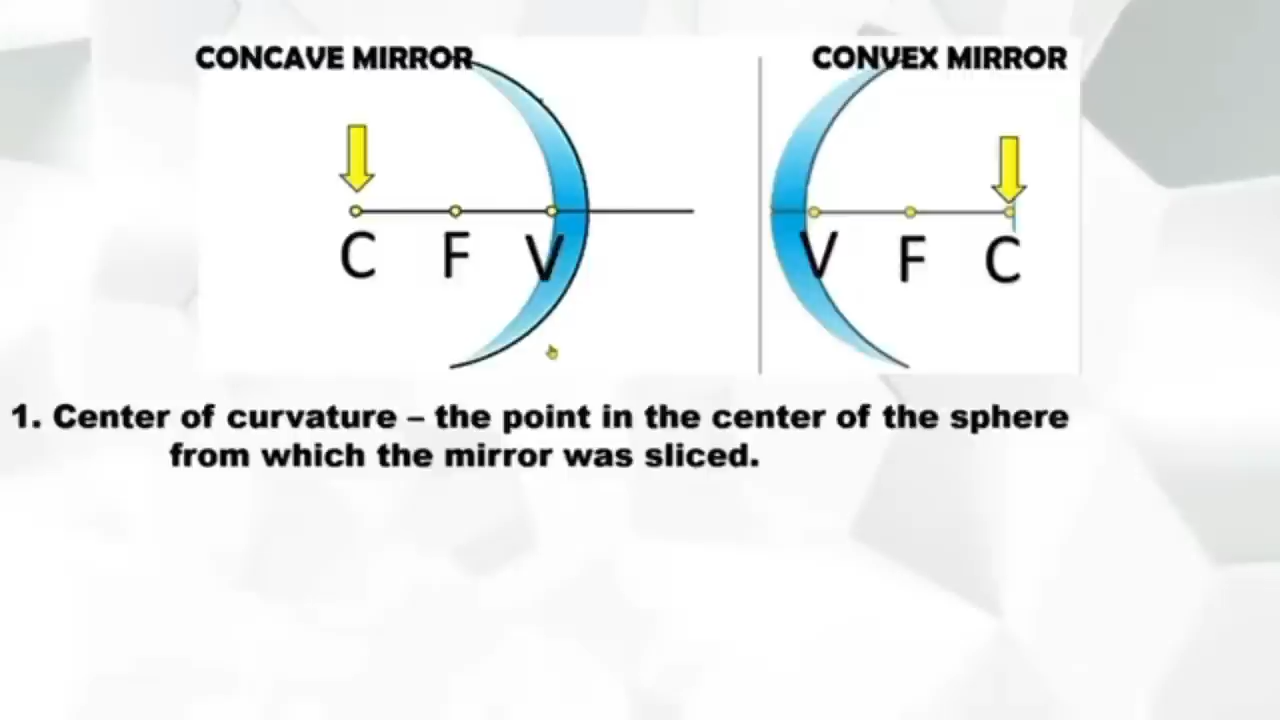 CONCAVE MIRROR
CONVEX MIRROR
C F V
V F C
1. Center of curvature – the point in the center of the sphere
from which the mirror was sliced.